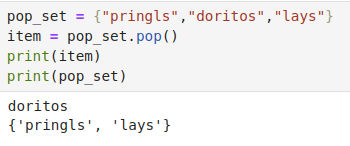 pop_set = {"pringls","doritos","lays"}
item = pop_set.pop()
print(item)
print(pop_set)
doritos
{'pringls', 'lays'}